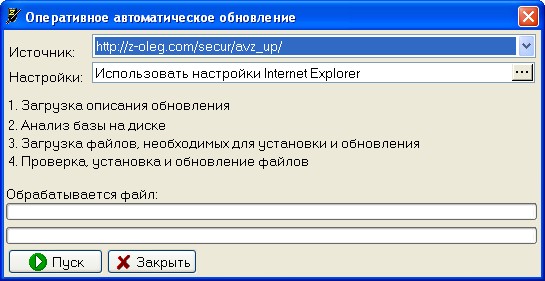 Оперативное автоматическое обновление
Источник: http://z-oleg.com/secur/avz_up/
Настройки: Использовать настройки Internet Explorer ...
1. Загрузка описания обновления
2. Анализ базы на диске
3. Загрузка файлов, необходимых для установки и обновления
4. Проверка, установка и обновление файлов
Обрабатывается файл:
Пуск Закрыть